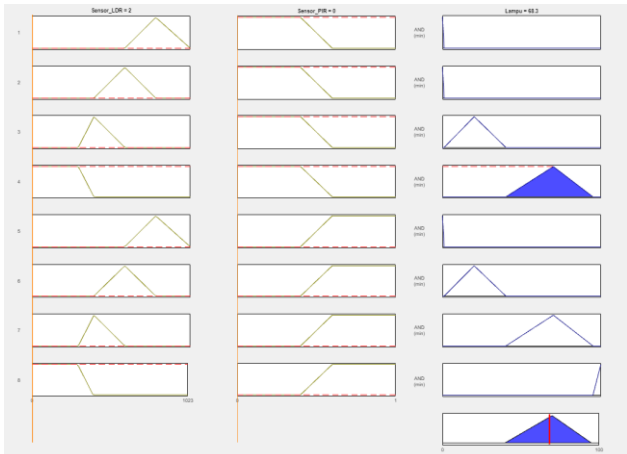 Sensor_LDR = 2 Sensor_PIR = 0 Lampu = 68.3
1 AND (min)
2 AND (min)
3 AND (min)
4 AND (min)
5 AND (min)
6 AND (min)
7 AND (min)
8 AND (min)
0 1023 0 1
0 100